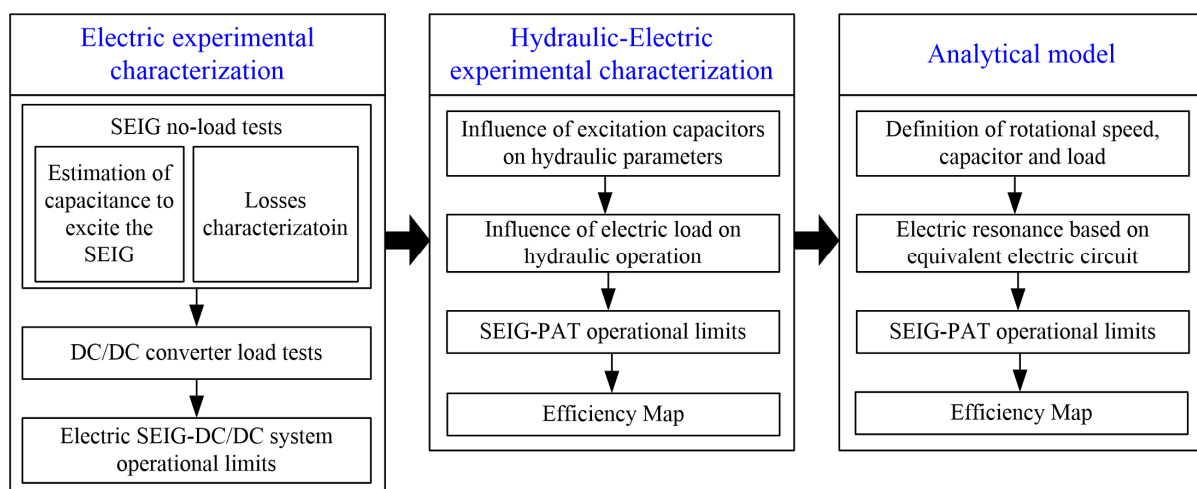 Electric experimental
characterization
SEIG no-load tests
Estimation of
capacitance to
excite the
SEIG
Losses
characterizatoin
DC/DC converter load tests
Electric SEIG-DC/DC system
operational limits
Hydraulic-Electric
experimental characterization
Influence of excitation capacitors
on hydraulic parameters
Influence of electric load on
hydraulic operation
SEIG-PAT operational limits
Efficiency Map
Analytical model
Definition of rotational speed,
capacitor and load
Electric resonance based on
equivalent electric circuit
SEIG-PAT operational limits
Efficiency Map